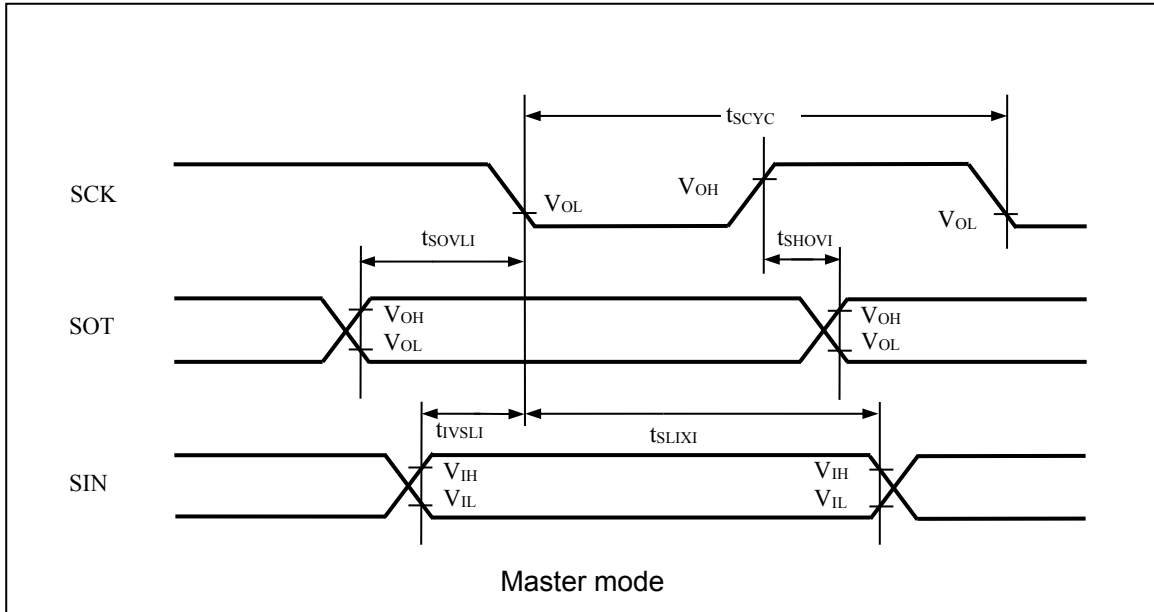 tSCYC
SCK
VOL
VOH
VOL
tSOVLI
tSHOVI
SOT
VOH
VOL
VOH
VOL
tIVSLI
tSLIXI
SIN
VIH
VIL
VIH
VIL
Master mode